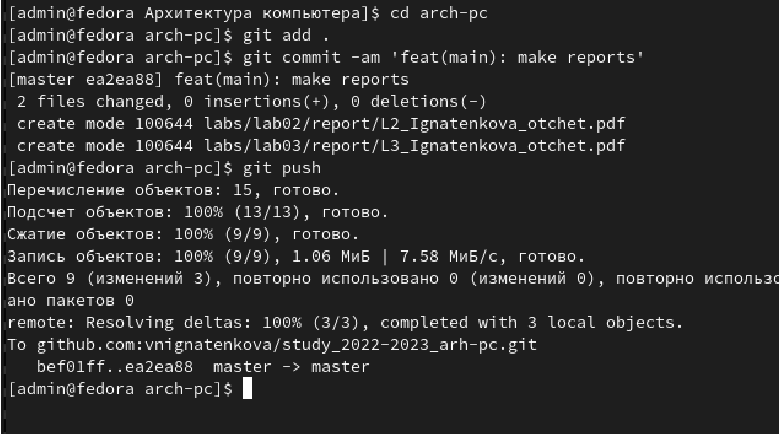 [admin@fedora Архитектура компьютера]$ cd arch-pc
[admin@fedora arch-pc]$ git add .
[admin@fedora arch-pc]$ git commit -am 'feat(main): make reports'
[master ea2ea88] feat(main): make reports
 2 files changed, 0 insertions(+), 0 deletions(-)
 create mode 100644 labs/lab02/report/L2_Ignatenkova_otchet.pdf
 create mode 100644 labs/lab03/report/L3_Ignatenkova_otchet.pdf
[admin@fedora arch-pc]$ git push
Перечисление объектов: 15, готово.
Подсчет объектов: 100% (13/13), готово.
Сжатие объектов: 100% (9/9), готово.
Запись объектов: 100% (9/9), 1.06 МиБ | 7.58 МиБ/с, готово.
Всего 9 (изменений 3), повторно использовано 0 (изменений 0), повторно использо
ано пакетов 0
remote: Resolving deltas: 100% (3/3), completed with 3 local objects.
To github.com:vnignatenkova/study_2022-2023_arh-pc.git
   bef01ff..ea2ea88  master -> master
[admin@fedora arch-pc]$